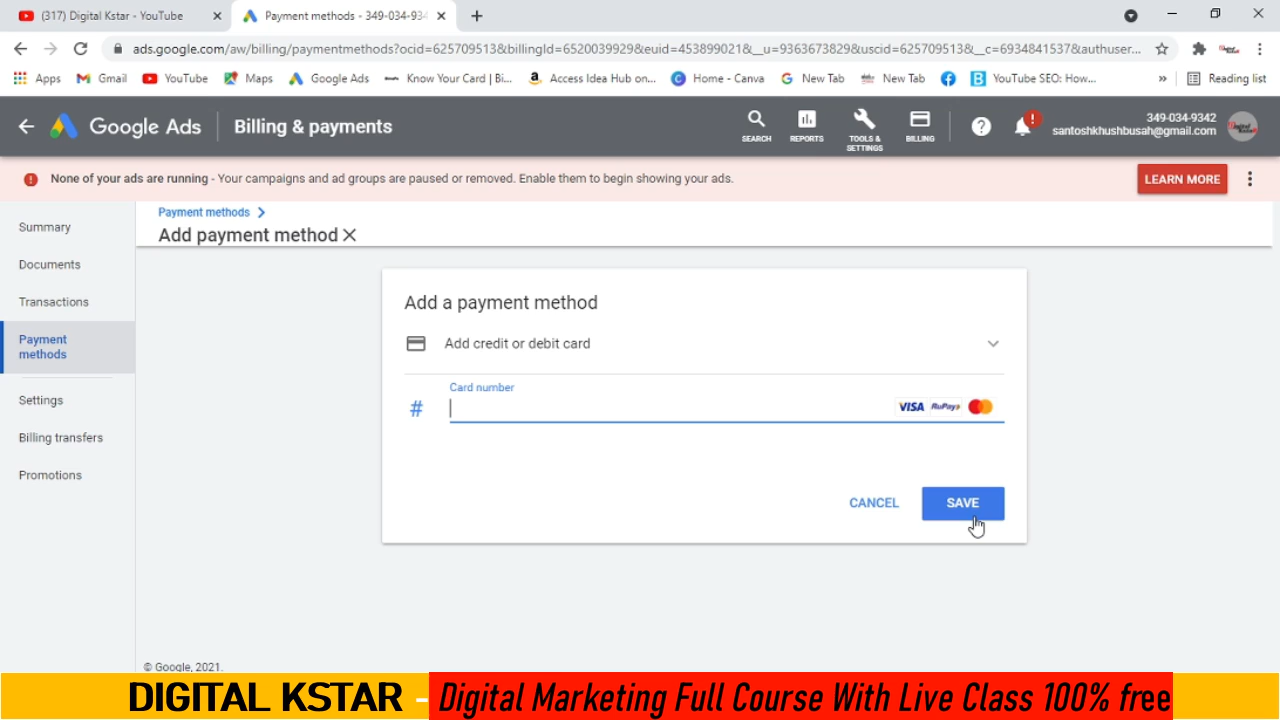 (317) Digital Kstar - YouTube
Payment methods - 349-034-934
ads.google.com/aw/billing/paymentmethods?ocid=625709513&billingId=6520039929&euid=453899021&__u=9363673829&uscid=625709513&__c=6934841537&authuser...
Apps
Gmail
YouTube
Maps
Google Ads
Know Your Card | Bi...
Access Idea Hub on...
Home - Canva
New Tab
New Tab
YouTube SEO: How...
»
Reading list
Google Ads
Billing & payments
SEARCH
REPORTS
TOOLS &
SETTINGS
BILLING
349-034-9342
santoshkhushbusah@gmail.com
None of your ads are running - Your campaigns and ad groups are paused or removed. Enable them to begin showing your ads.
LEARN MORE
Summary
Documents
Transactions
Payment
methods
Settings
Billing transfers
Promotions
Payment methods
Add payment method
Add a payment method
Add credit or debit card
Card number
#
VISA
RuPay
CANCEL
SAVE
© Google, 2021.
DIGITAL KSTAR - Digital Marketing Full Course With Live Class 100% free